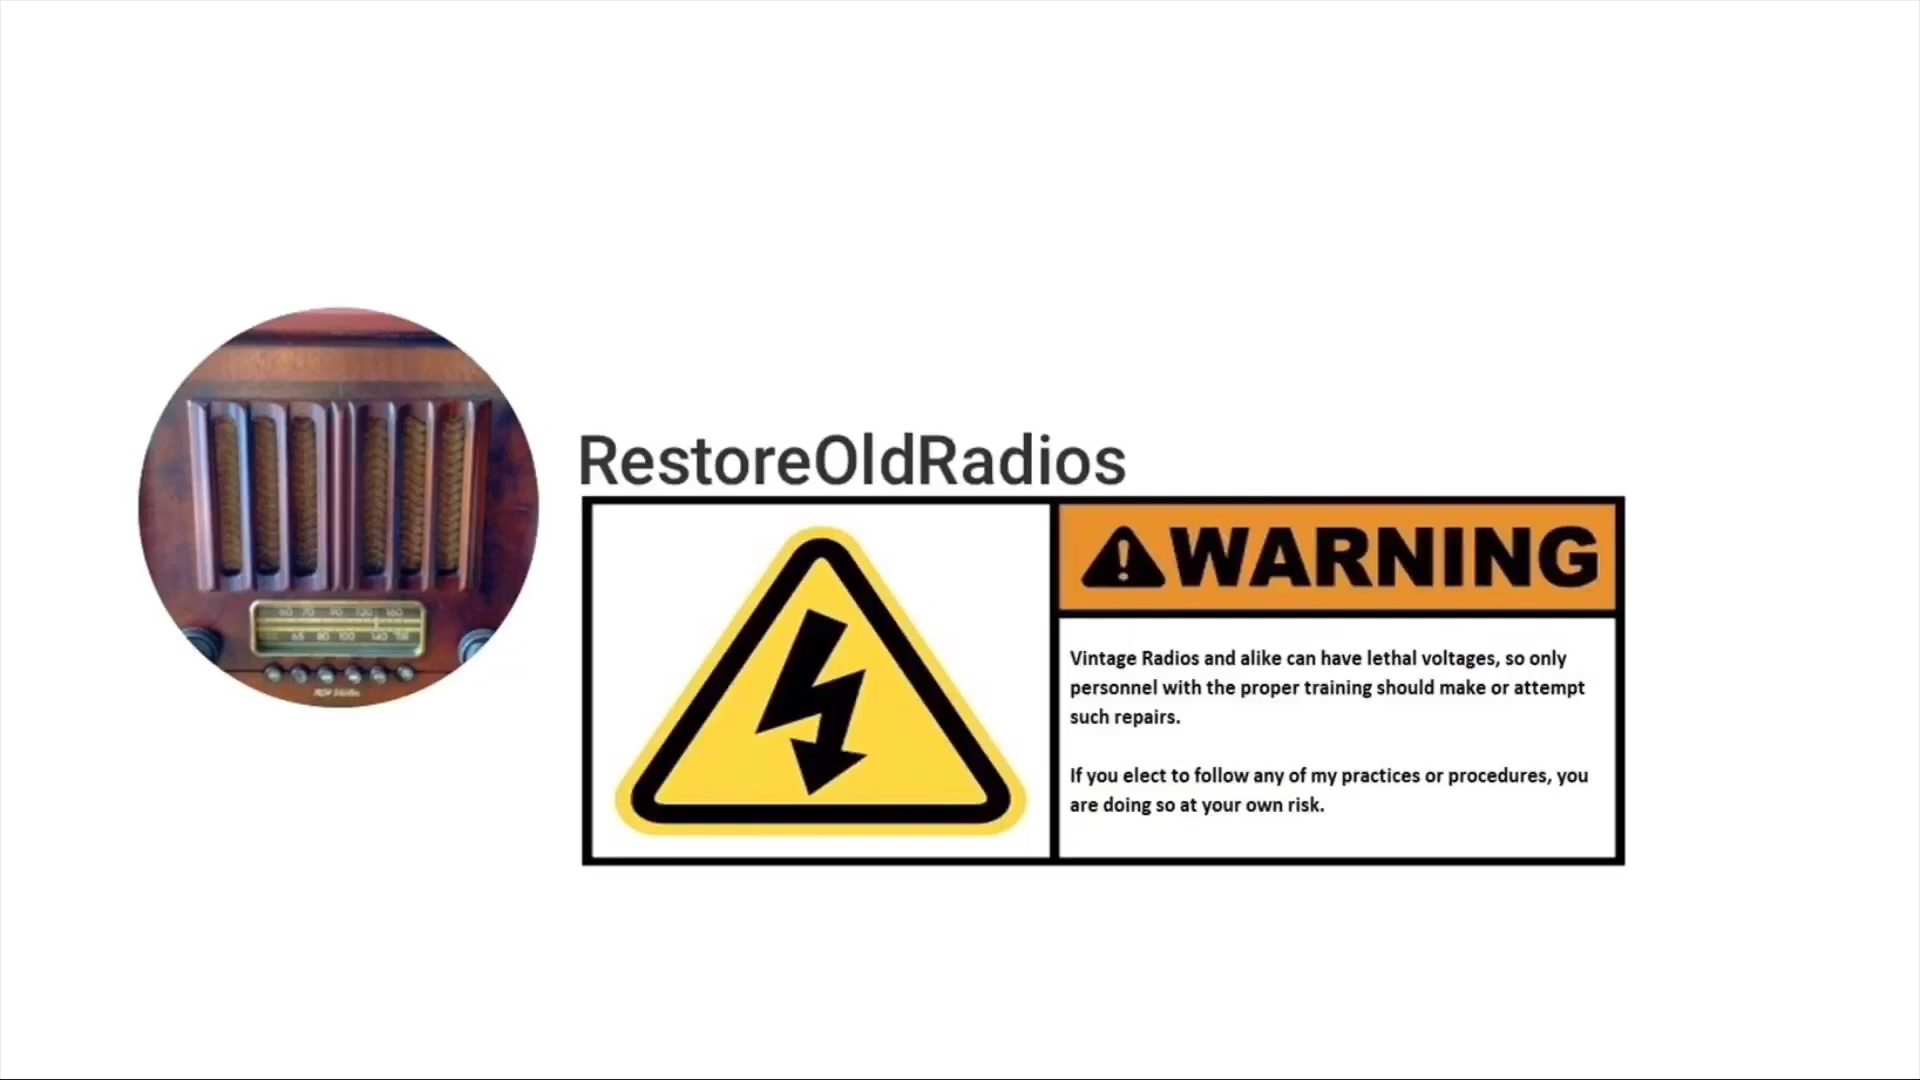 RestoreOldRadios
WARNING
Vintage Radios and alike can have lethal voltages, so only
personnel with the proper training should make or attempt
such repairs.
If you elect to follow any of my practices or procedures, you
are doing so at your own risk.